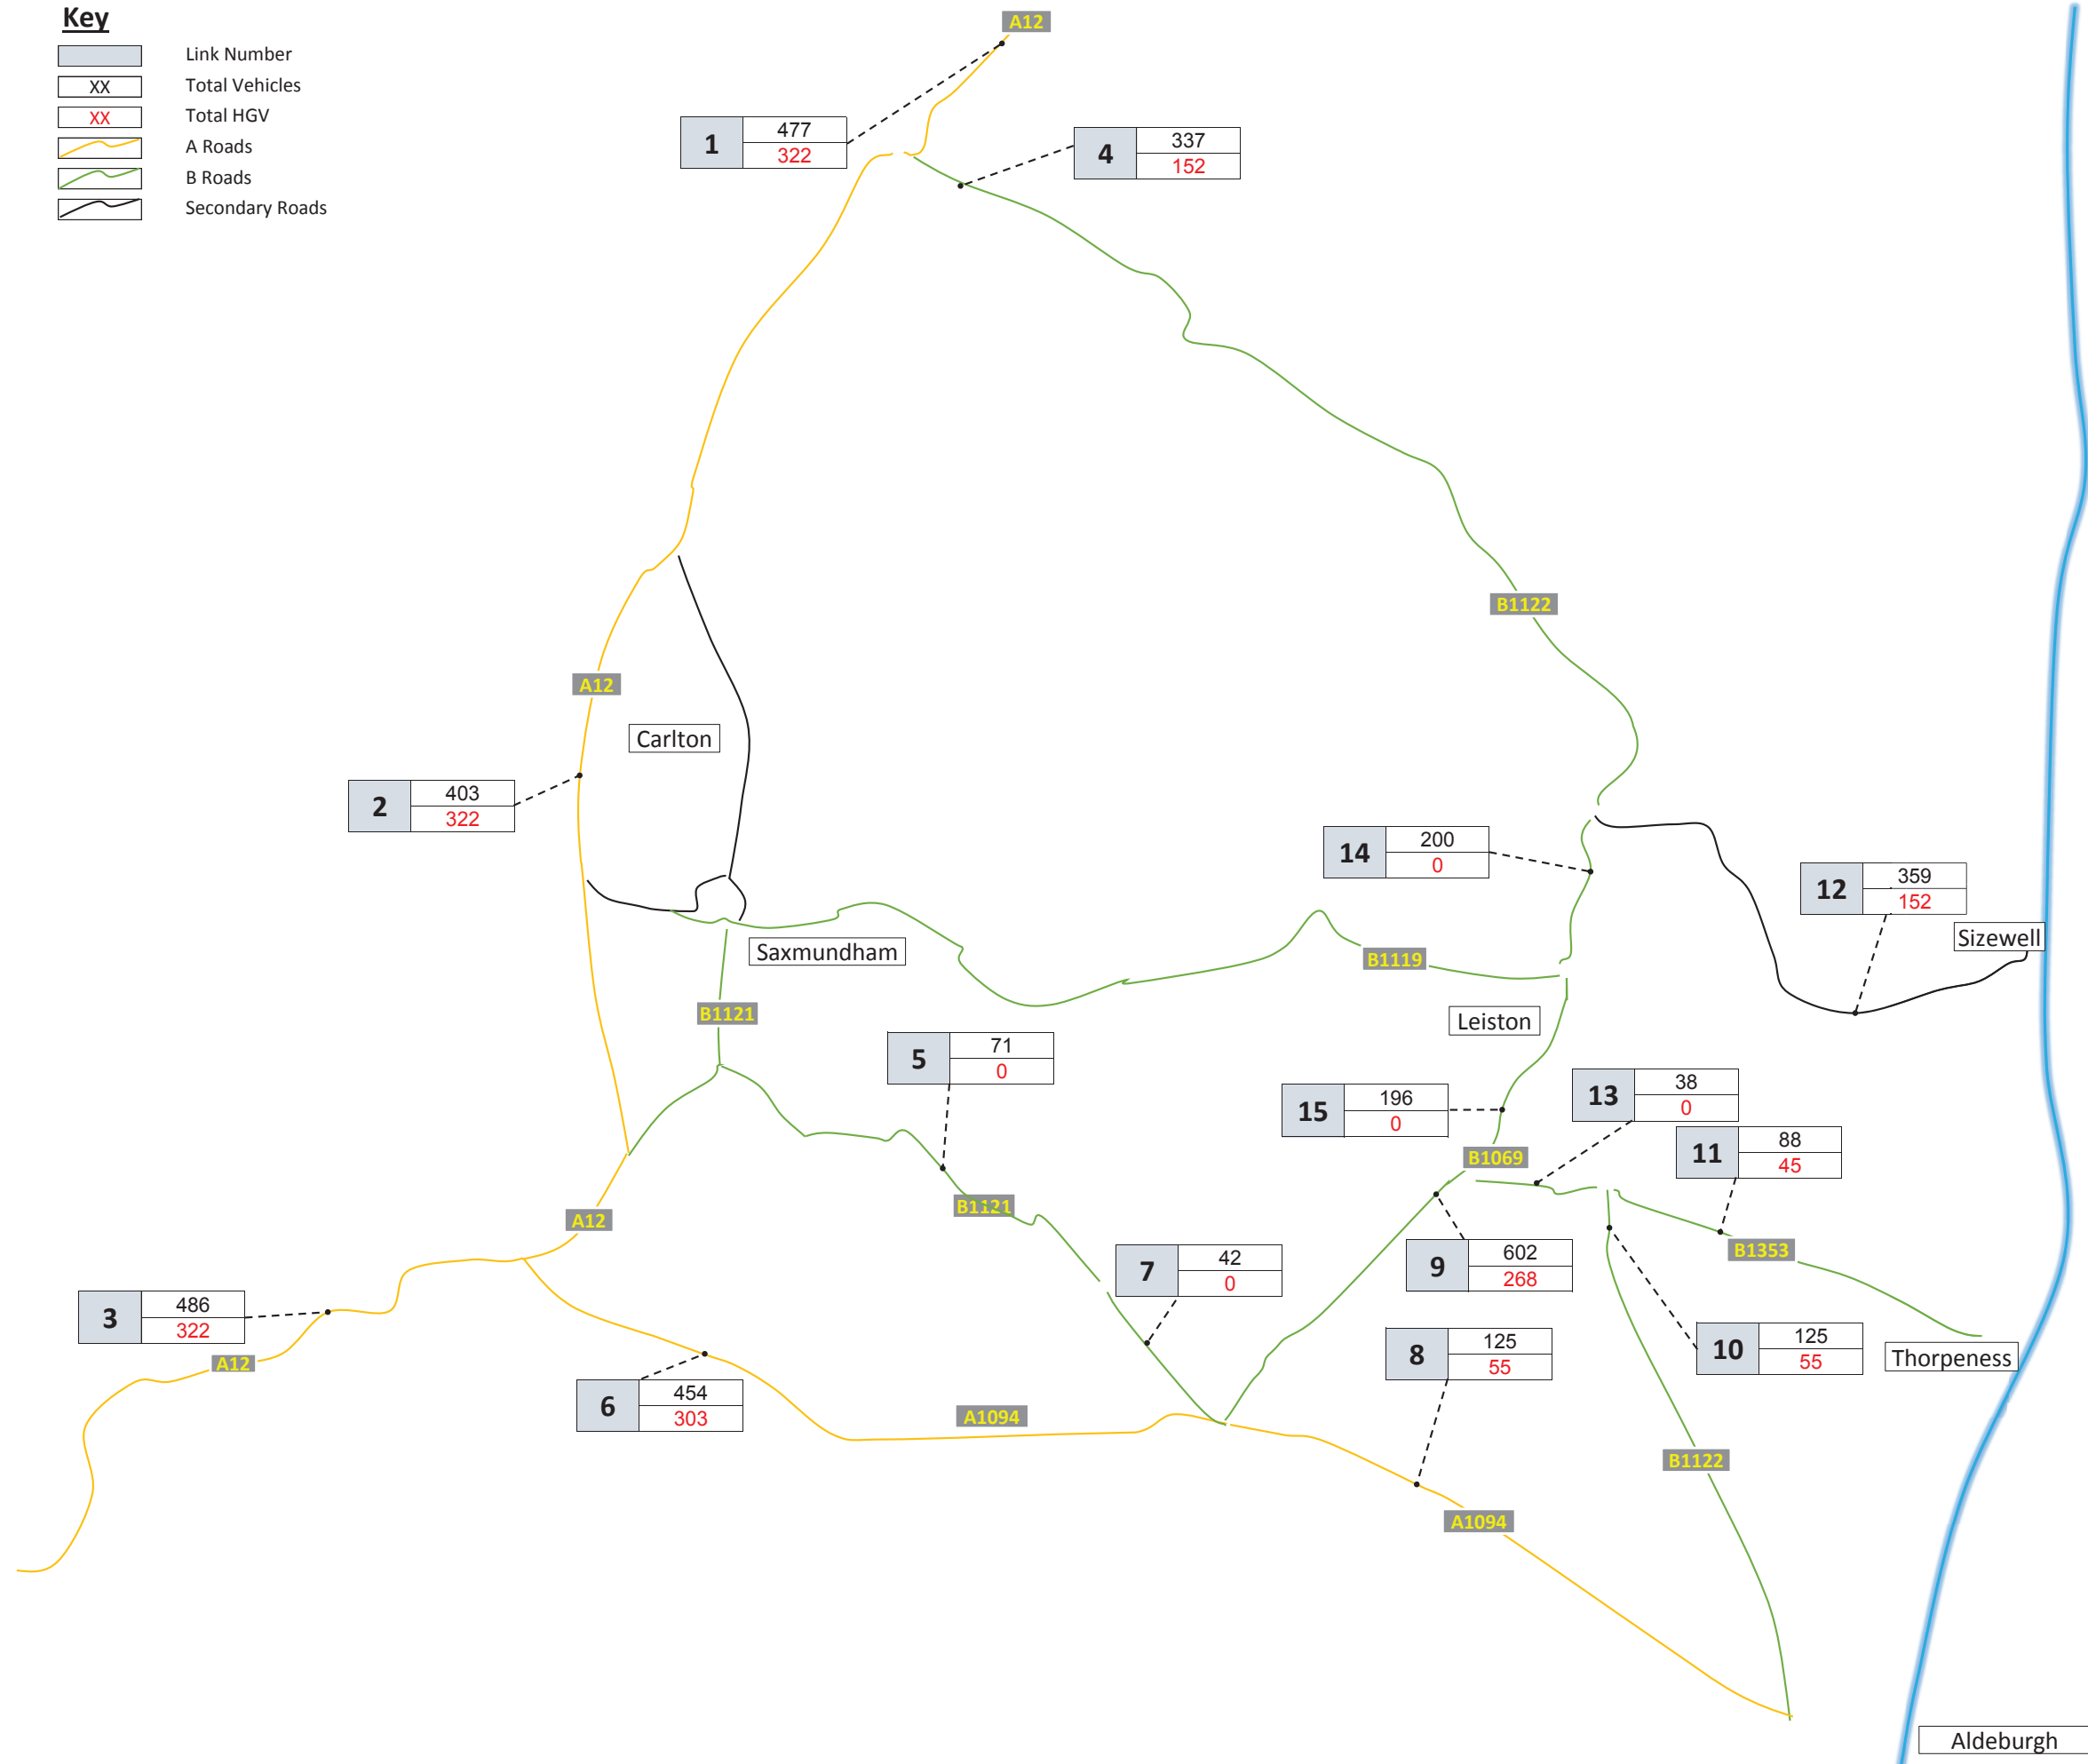 Key
Link Number
XX Total Vehicles
XX Total HGV
A Roads
B Roads
Secondary Roads
A12
1 477
322
4 337
152
B1122
A12
Carlton
2 403
322
14 200
0
12 359
152
Sizewell
Saxmundham
B1119
B1121
Leiston
5 71
0
13 38
0
15 196
0
11 88
45
B1069
B1121
A12
B1353
7 42
0
9 602
268
3 486
322
A12
8 125
55
10 125
55
Thorpeness
6 454
303
A1094
B1122
A1094
Aldeburgh